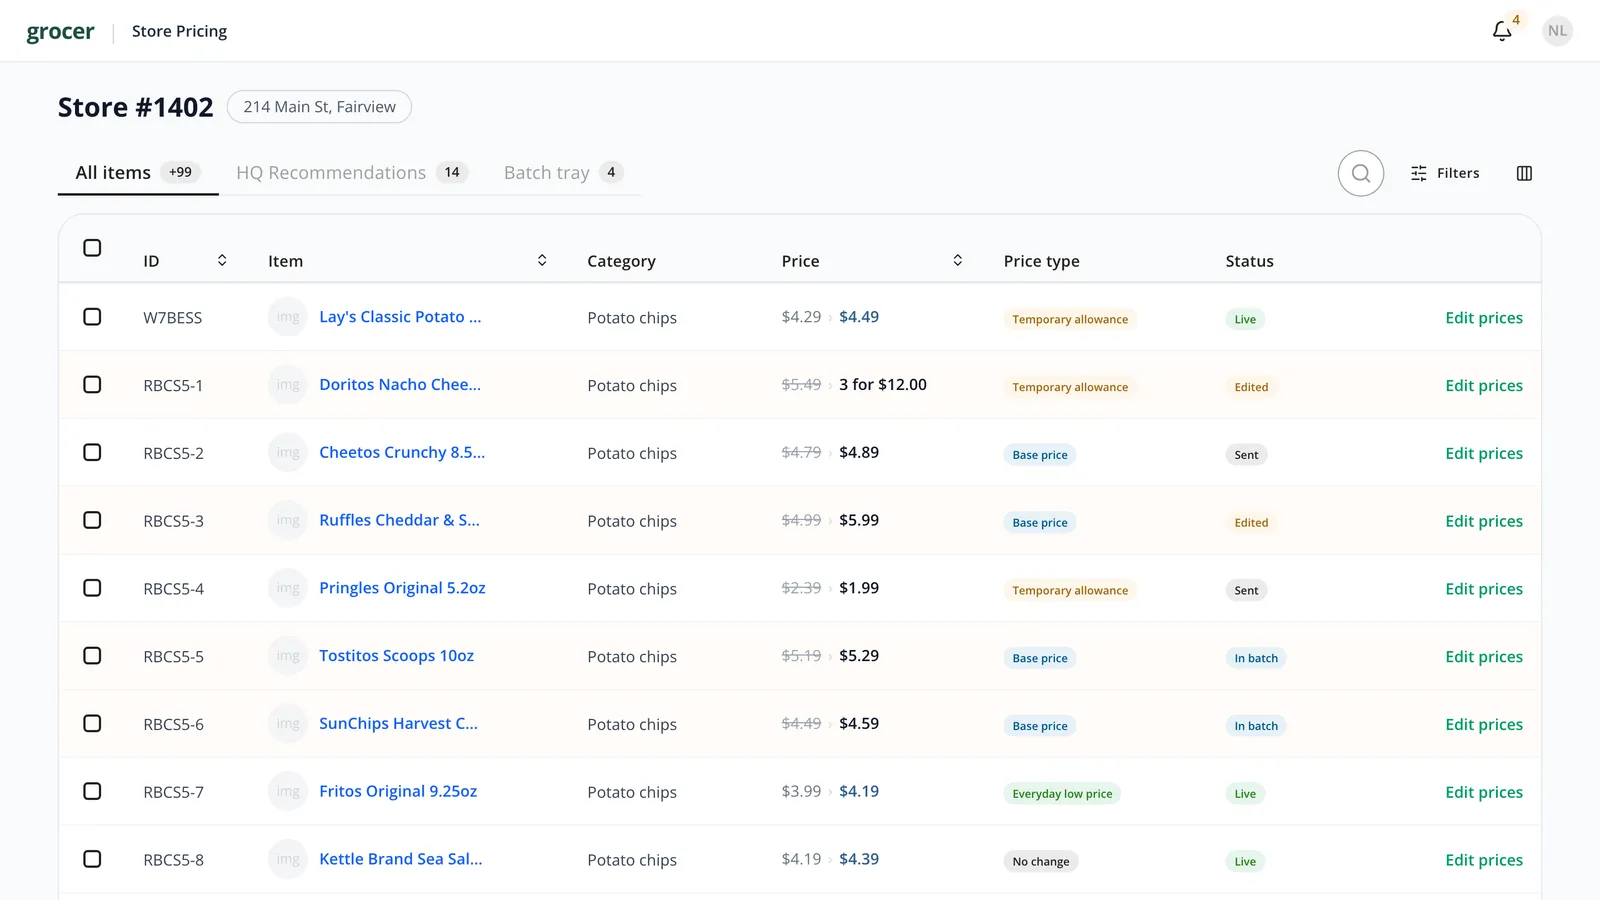 grocer Store Pricing 4 NL
Store #1402 214 Main St, Fairview
All items +99 HQ Recommendations 14 Batch tray 4 Filters
ID Item Category Price Price type Status
W7BESS img Lay's Classic Potato ... Potato chips $4.29 › $4.49 Temporary allowance Live Edit prices
RBCS5-1 img Doritos Nacho Chee... Potato chips $5.49 › 3 for $12.00 Temporary allowance Edited Edit prices
RBCS5-2 img Cheetos Crunchy 8.5... Potato chips $4.79 › $4.89 Base price Sent Edit prices
RBCS5-3 img Ruffles Cheddar & S... Potato chips $4.99 › $5.99 Base price Edited Edit prices
RBCS5-4 img Pringles Original 5.2oz Potato chips $2.39 › $1.99 Temporary allowance Sent Edit prices
RBCS5-5 img Tostitos Scoops 10oz Potato chips $5.19 › $5.29 Base price In batch Edit prices
RBCS5-6 img SunChips Harvest C... Potato chips $4.49 › $4.59 Base price In batch Edit prices
RBCS5-7 img Fritos Original 9.25oz Potato chips $3.99 › $4.19 Everyday low price Live Edit prices
RBCS5-8 img Kettle Brand Sea Sal... Potato chips $4.19 › $4.39 No change Live Edit prices